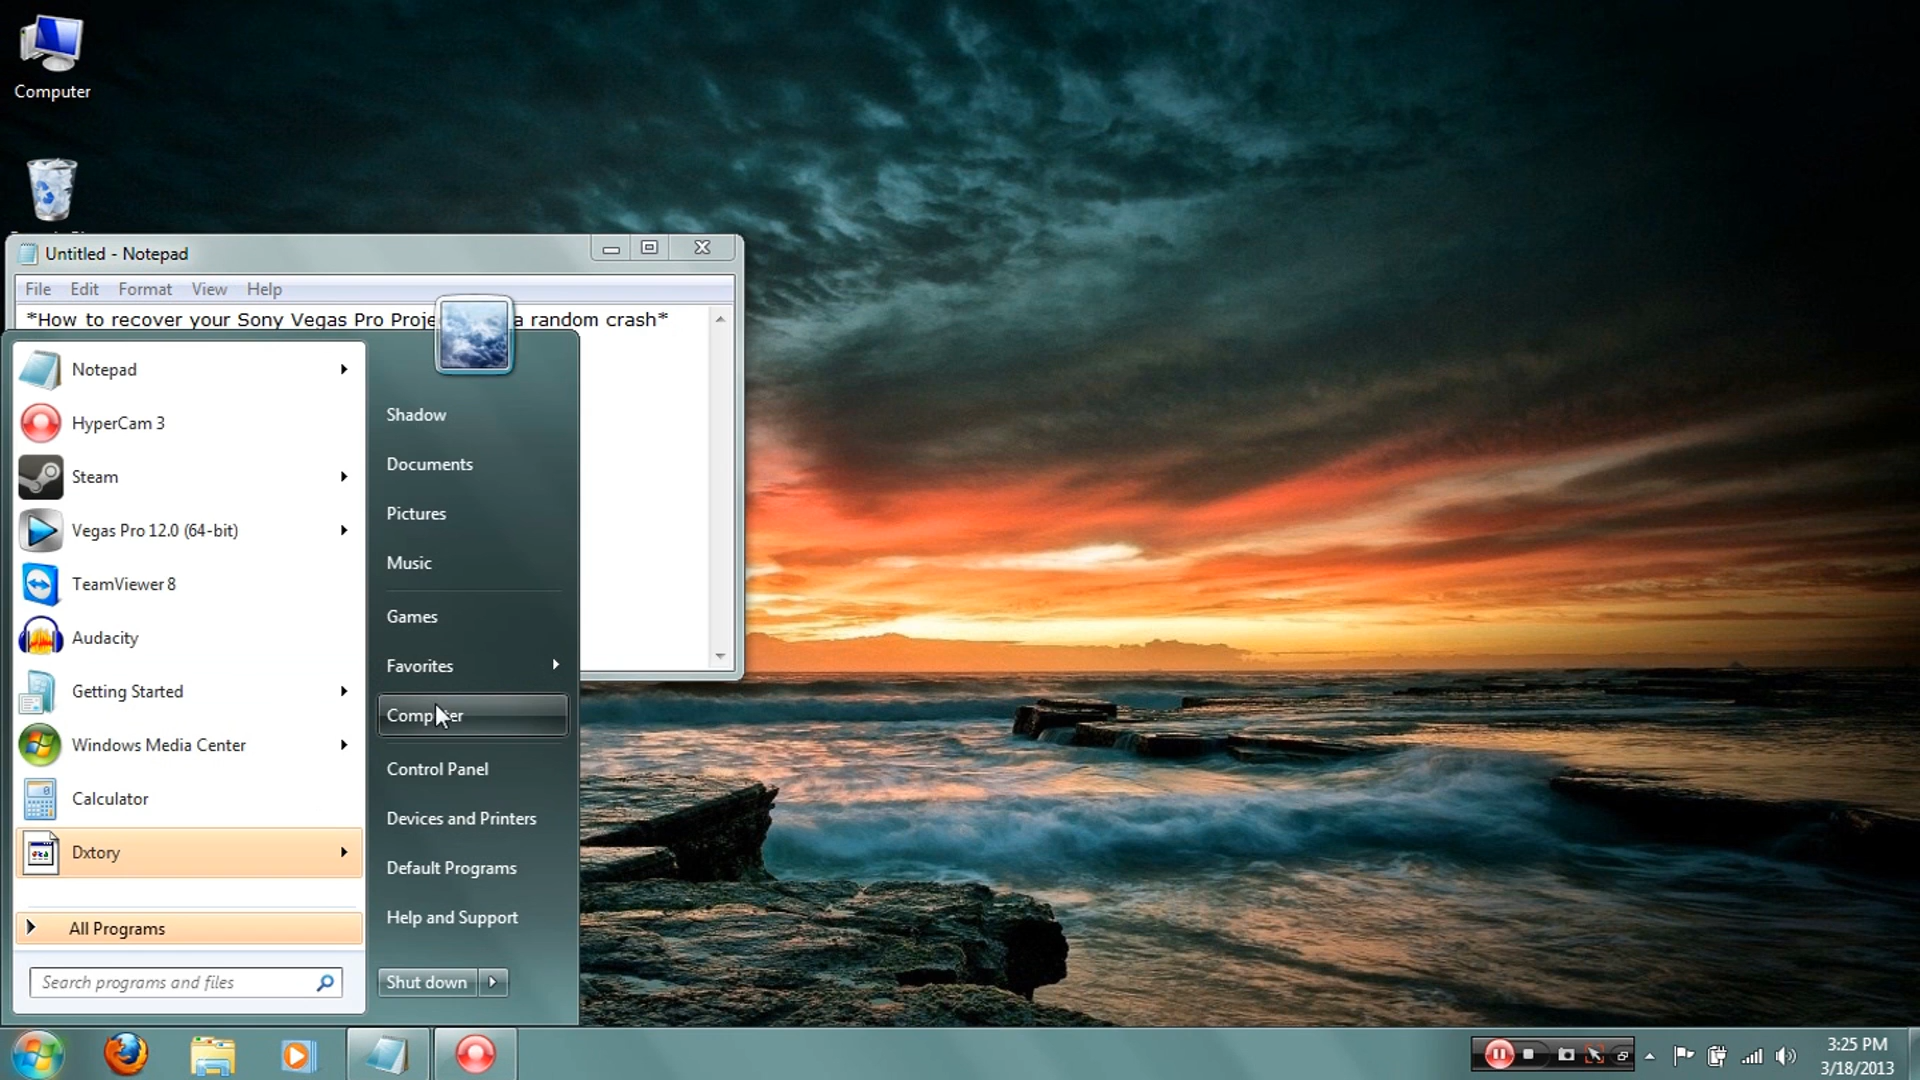 Computer
Untitled - Notepad
File Edit Format View Help
*How to recover your Sony Vegas Pro a random crash*
Notepad
HyperCam 3
Steam
Vegas Pro 12.0 (64-bit)
TeamViewer 8
Audacity
Getting Started
Windows Media Center
Calculator
Dxtory
All Programs
Search programs and files
Shadow
Documents
Pictures
Music
Games
Favorites
Computer
Control Panel
Devices and Printers
Default Programs
Help and Support
Shut down
3:25 PM
3/18/2013